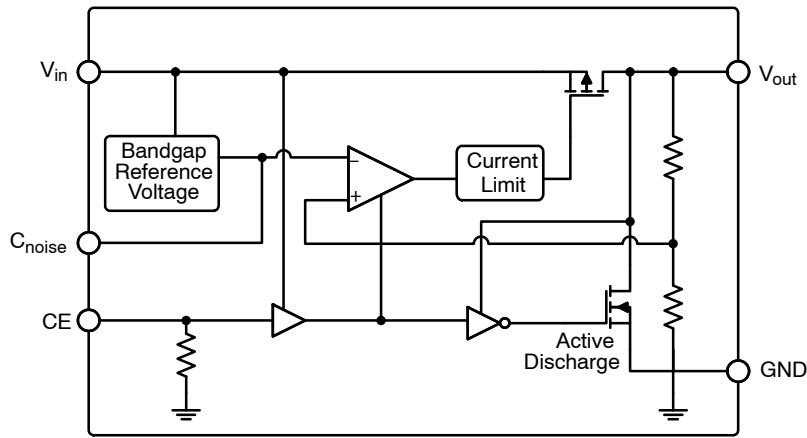 Vin
Vout
Bandgap
Reference
Voltage
−
+
Current
Limit
Cnoise
CE
Active
Discharge
GND